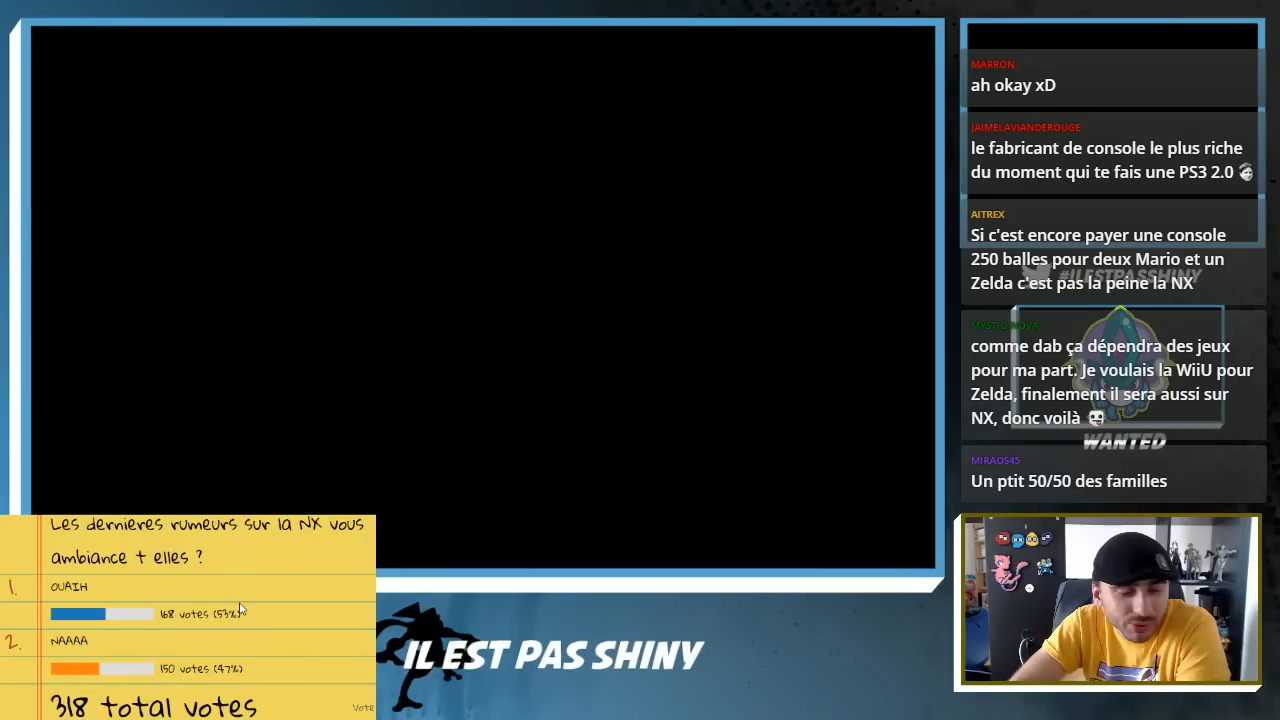 MARRON_
ah okay xD
JAIMELAVIANDEROUGE
le fabricant de console le plus riche
du moment qui te fais une PS3 2.0
AITREX
Si c'est encore payer une console
250 balles pour deux Mario et un
Zelda c'est pas la peine la NX
#ILESTPASSHINY
MYSTIC_NOVA
comme dab ça dépendra des jeux
pour ma part. Je voulais la WiiU pour
Zelda, finalement il sera aussi sur
NX, donc voilà
WANTED
MIRAOS45
Un ptit 50/50 des familles
Les dernieres rumeurs sur la NX vous
ambiance t elles ?
1. OUAIH
168 votes (53%)
2. NAAAA
150 votes (47%)
318 total votes
Vote
IL EST PAS SHINY